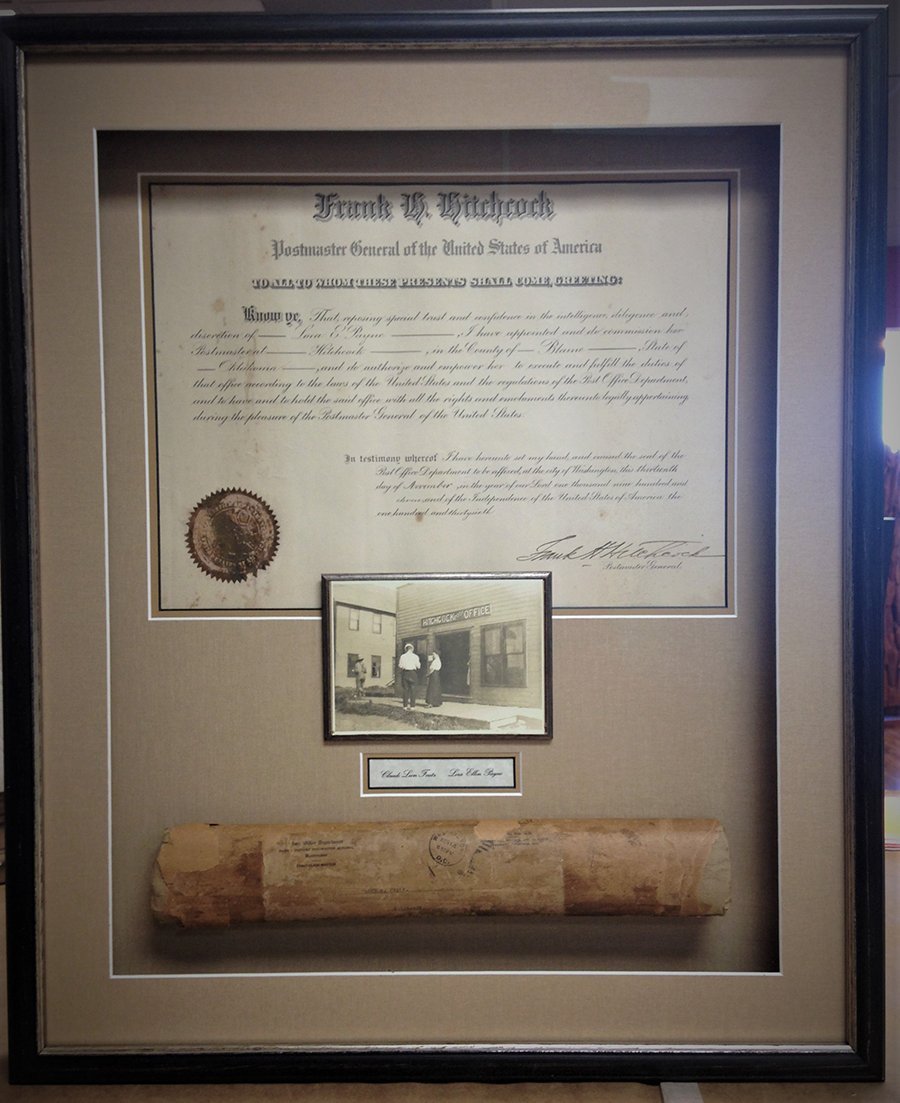 Frank H. Hitchcock
Postmaster General of the United States of America
TO ALL TO WHOM THESE PRESENTS SHALL COME, GREETING:
Know ye, That, reposing special trust and confidence in the intelligence, diligence and
discretion of — Lora E. Payne —, I have appointed and do commission her
Postmaster at — Hitchcock —, in the County of — Blaine —, State of
— Oklahoma —, and do authorize and empower her to execute and fulfill the duties of
that office according to the laws of the United States and the regulations of the Post Office Department,
and to have and to hold the said office with all the rights and emoluments thereunto legally appertaining
during the pleasure of the Postmaster General of the United States.
In testimony whereof I have hereunto set my hand, and caused the seal of the
Post Office Department to be affixed, at the city of Washington, this thirteenth
day of November, in the year of our Lord one thousand nine hundred and
eleven, and of the Independence of the United States of America the
one hundred and thirty sixth
Frank H Hitchcock
Postmaster General.
HITCHCOCK POST OFFICE
Claude Leon Fretz Lora Ellen Payne
Post Office Department